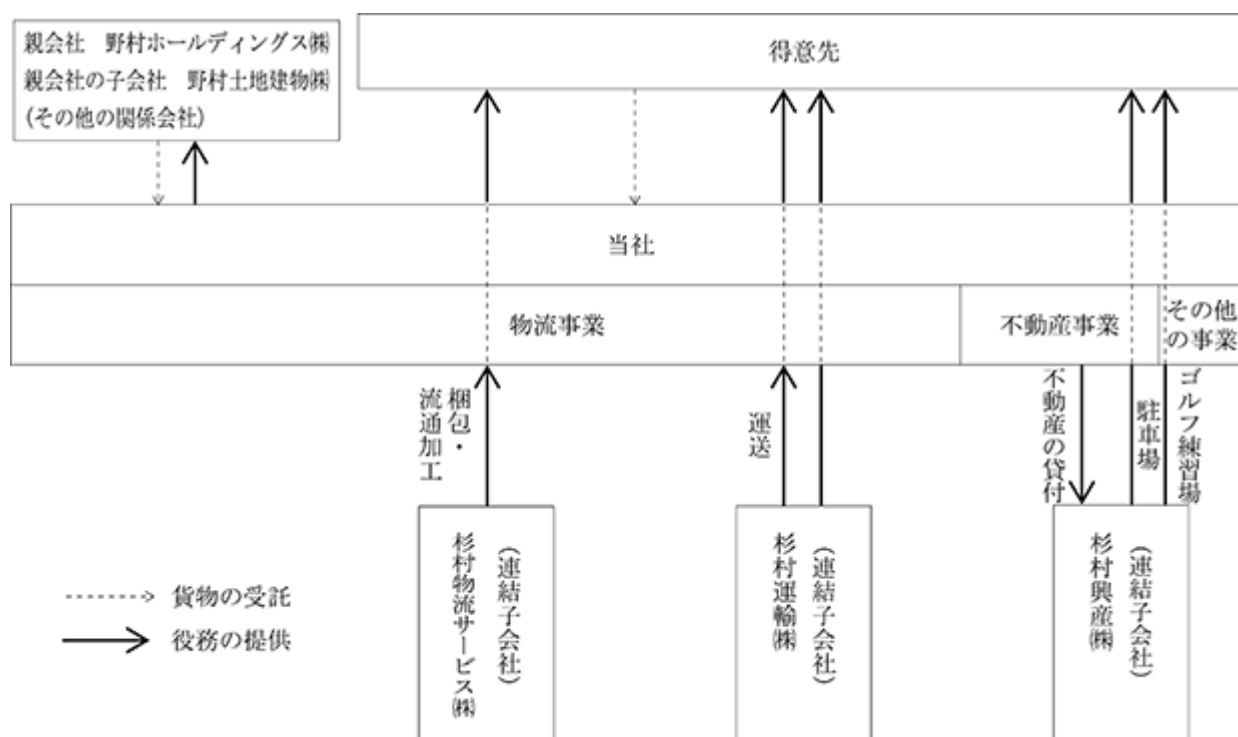 親会社　野村ホールディングス㈱
親会社の子会社　野村土地建物㈱
(その他の関係会社)
得意先
当社
物流事業
不動産事業
その他
の事業
梱包・
流通加工
運送
不動産の貸付
駐車場
ゴルフ練習場
(連結子会社)
杉村物流サービス㈱
(連結子会社)
杉村運輸㈱
(連結子会社)
杉村興産㈱
貨物の受託
役務の提供